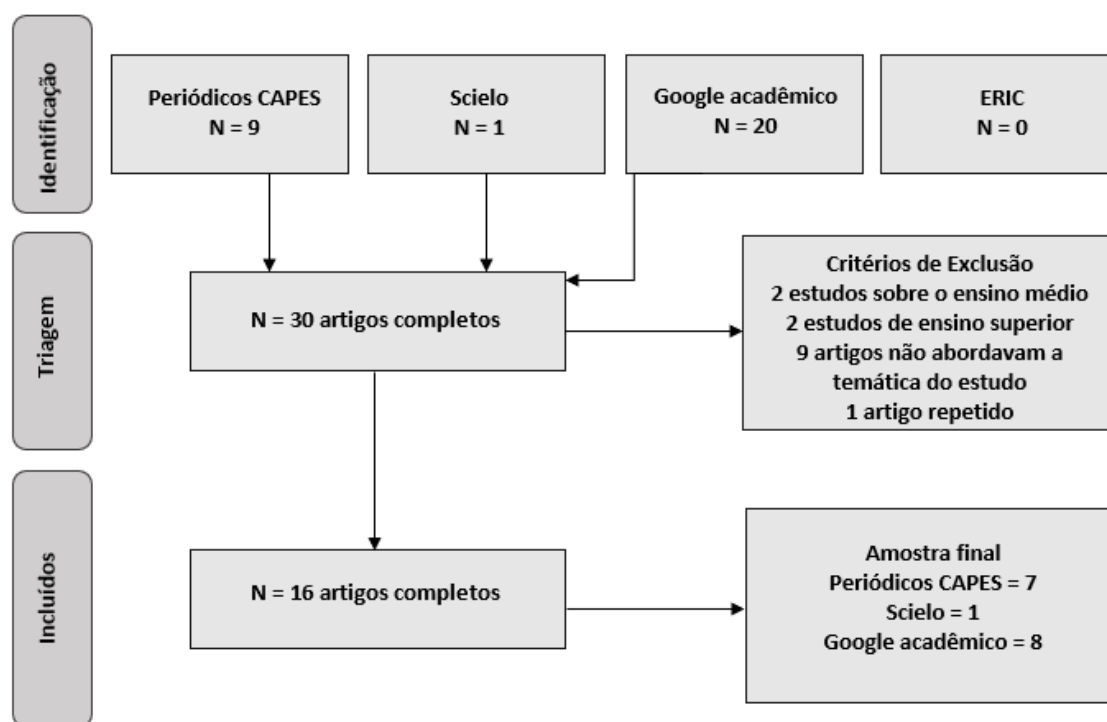 Identificação
Periódicos CAPES
N = 9
Scielo
N = 1
Google acadêmico
N = 20
ERIC
N = 0
Triagem
N = 30 artigos completos
Critérios de Exclusão
2 estudos sobre o ensino médio
2 estudos de ensino superior
9 artigos não abordavam a
temática do estudo
1 artigo repetido
Incluídos
N = 16 artigos completos
Amostra final
Periódicos CAPES = 7
Scielo = 1
Google acadêmico = 8